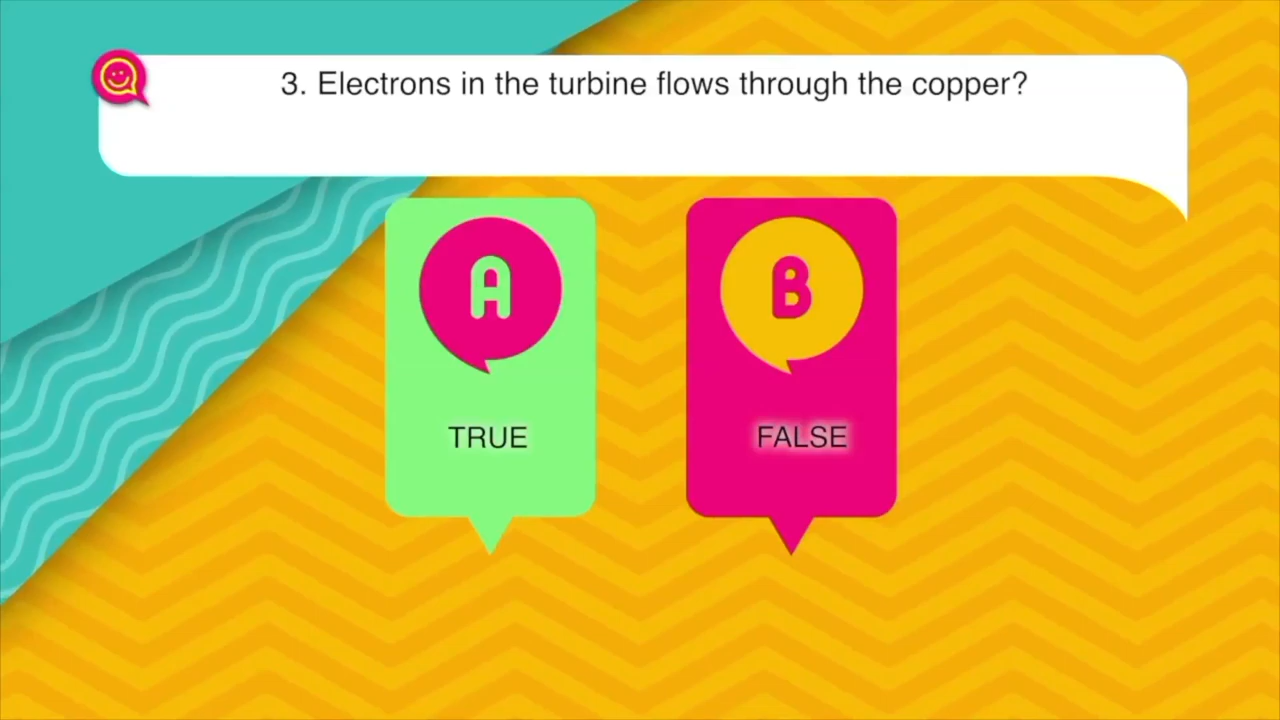 3. Electrons in the turbine flows through the copper?
A
B
TRUE
FALSE